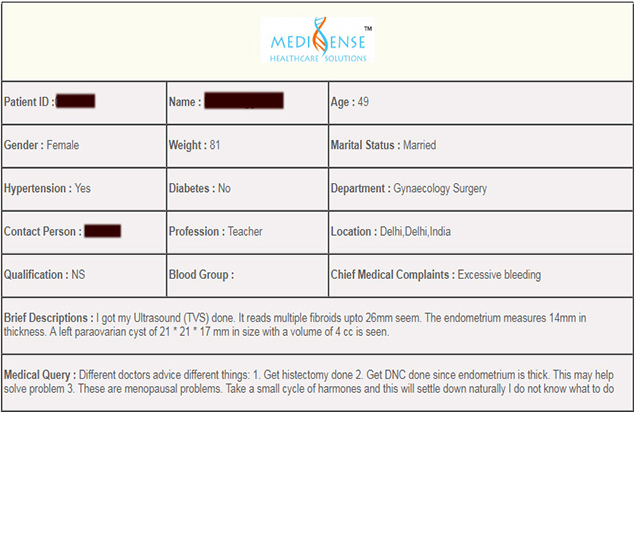 MEDISENSE™
HEALTHCARE SOLUTIONS
Patient ID :
Name :
Age : 49
Gender : Female
Weight : 81
Marital Status : Married
Hypertension : Yes
Diabetes : No
Department : Gynaecology Surgery
Contact Person :
Profession : Teacher
Location : Delhi,Delhi,India
Qualification : NS
Blood Group :
Chief Medical Complaints : Excessive bleeding
Brief Descriptions : I got my Ultrasound (TVS) done. It reads multiple fibroids upto 26mm seem. The endometrium measures 14mm in
thickness. A left paraovarian cyst of 21 * 21 * 17 mm in size with a volume of 4 cc is seen.
Medical Query : Different doctors advice different things: 1. Get histectomy done 2. Get DNC done since endometrium is thick. This may help
solve problem 3. These are menopausal problems. Take a small cycle of harmones and this will settle down naturally I do not know what to do